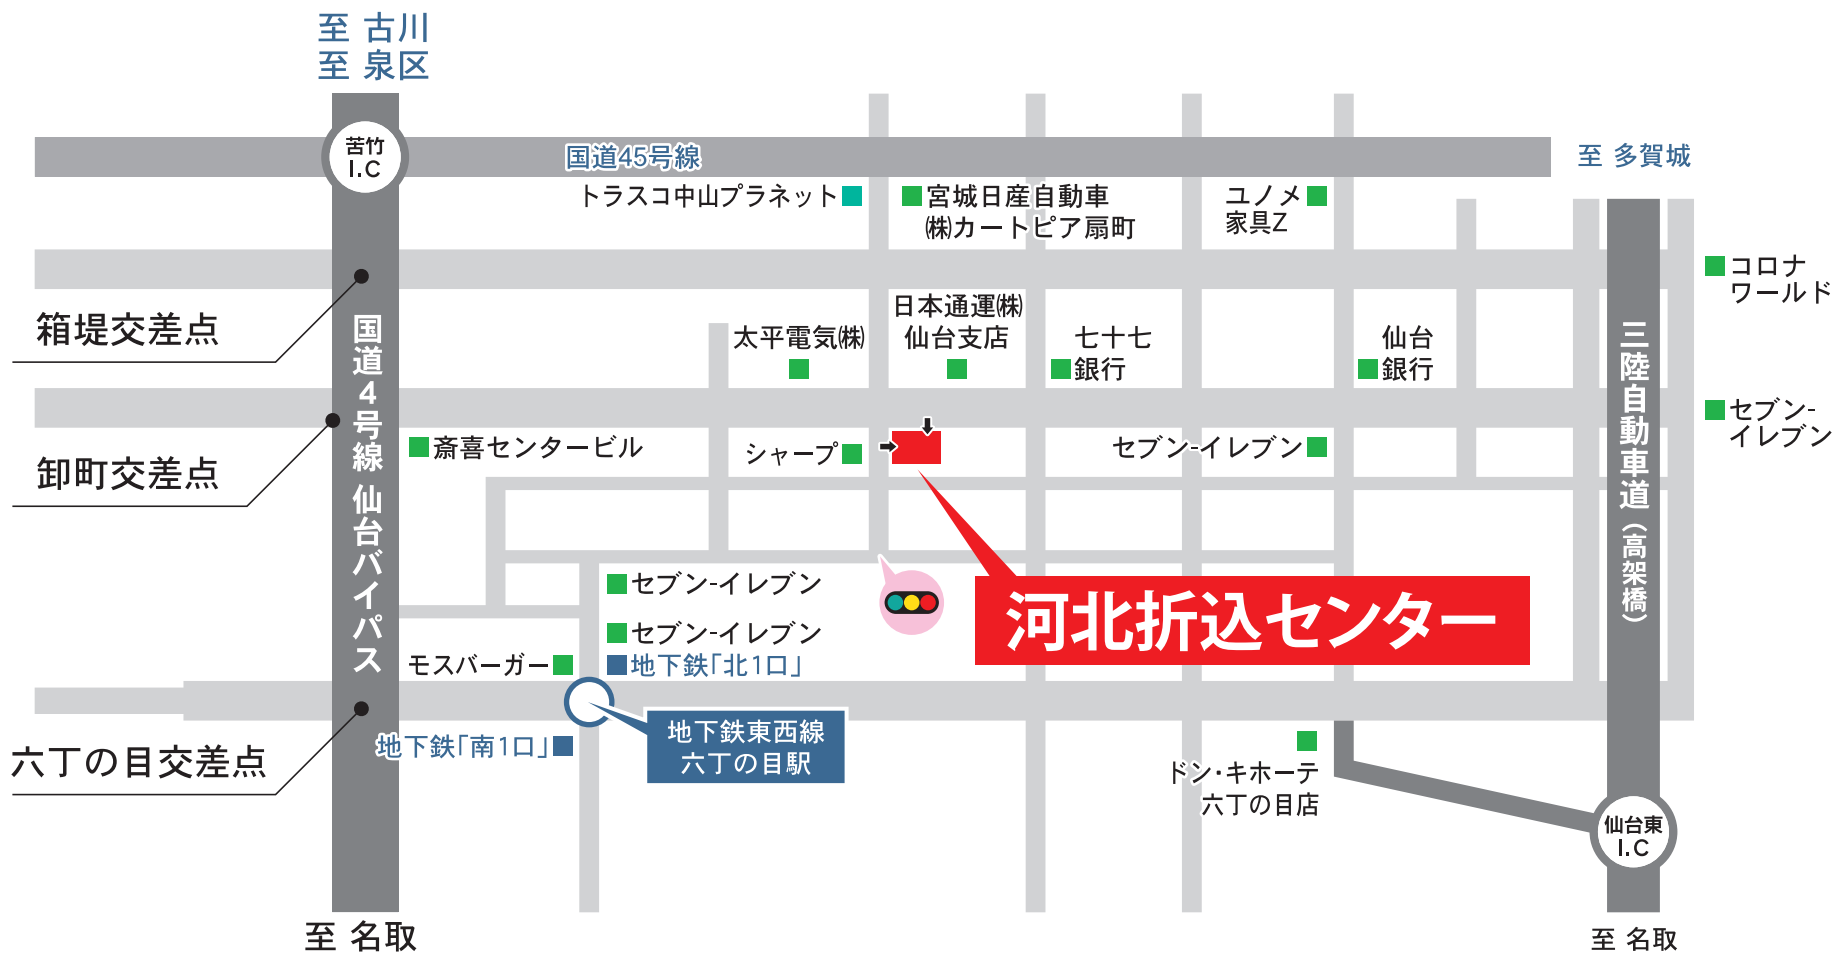 至 古川
至 泉区
苦竹
I.C
国道45号線
至 多賀城
トラスコ中山プラネット
宮城日産自動車
㈱カートピア扇町
ユノメ
家具Z
コロナ
ワールド
箱堤交差点
国道4号線 仙台バイパス
日本通運㈱
仙台支店
太平電気㈱
七十七
銀行
仙台
銀行
三陸自動車道（高架橋）
セブン-
イレブン
卸町交差点
斎喜センタービル
シャープ
セブン-イレブン
河北折込センター
セブン-イレブン
セブン-イレブン
地下鉄「北1口」
モスバーガー
地下鉄東西線
六丁の目駅
地下鉄「南1口」
六丁の目交差点
ドン・キホーテ
六丁の目店
仙台東
I.C
至 名取
至 名取